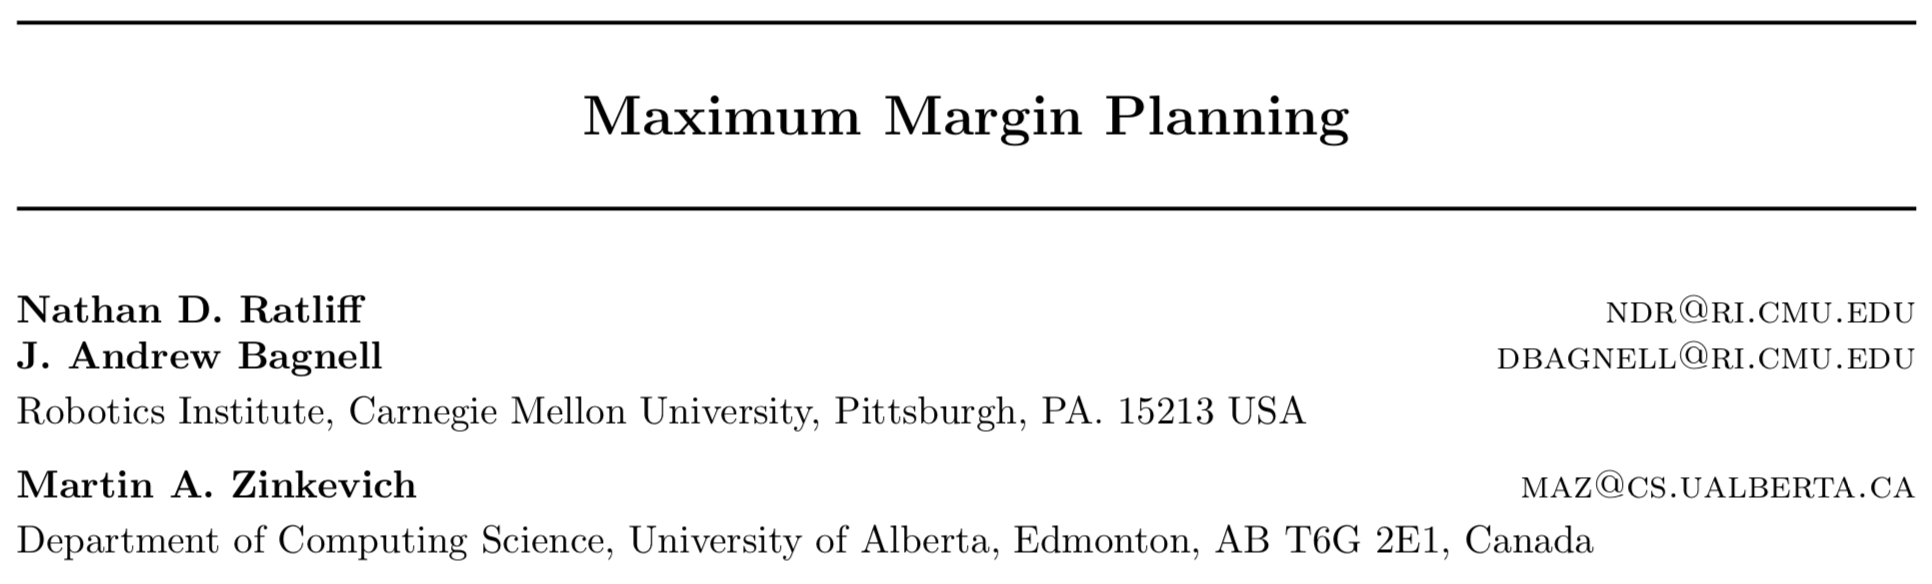 Maximum Margin Planning
Nathan D. Ratliff NDR@RI.CMU.EDU
J. Andrew Bagnell DBAGNELL@RI.CMU.EDU
Robotics Institute, Carnegie Mellon University, Pittsburgh, PA. 15213 USA
Martin A. Zinkevich MAZ@CS.UALBERTA.CA
Department of Computing Science, University of Alberta, Edmonton, AB T6G 2E1, Canada